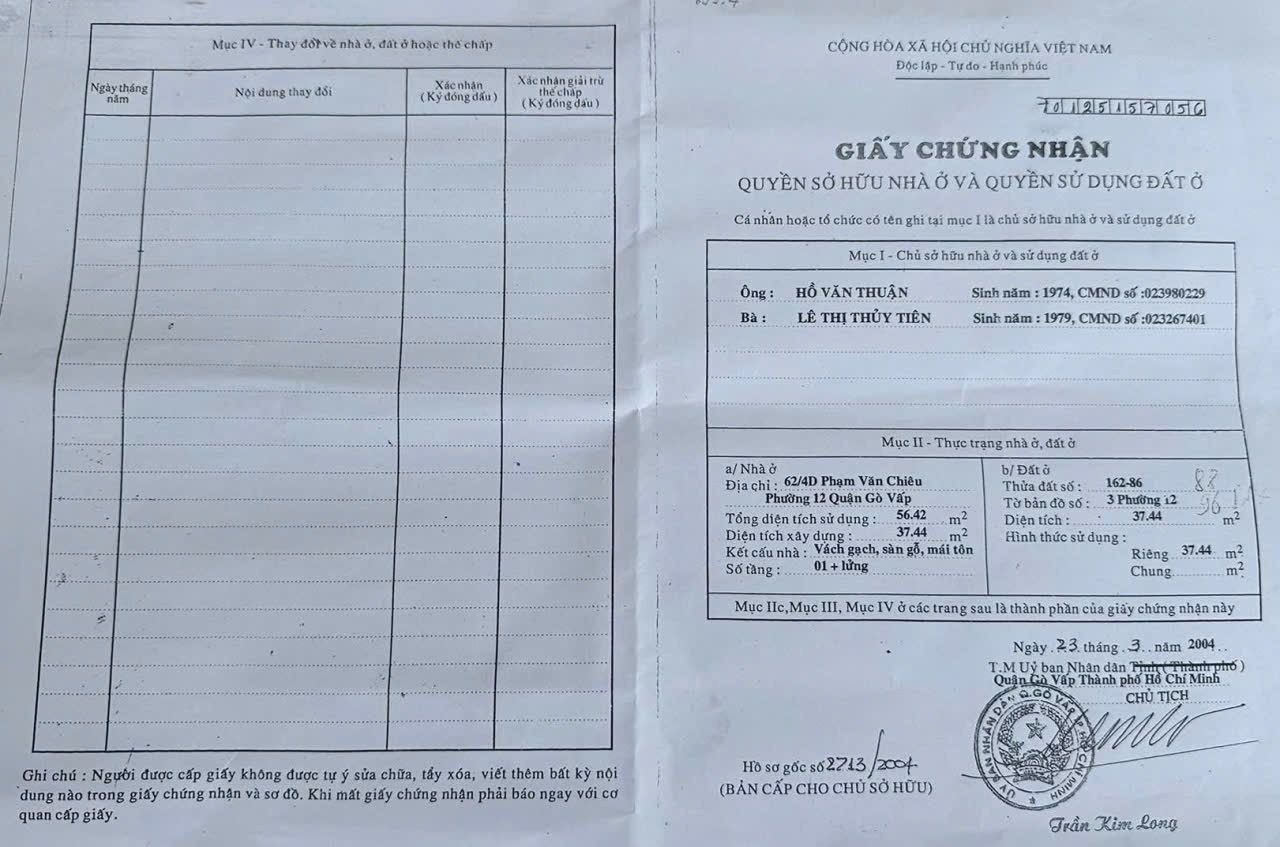 Mục IV - Thay đổi về nhà ở, đất ở hoặc thế chấp
Ngày tháng năm
Nội dung thay đổi
Xác nhận
( Ký đóng dấu )
Xác nhận giải trừ thế chấp
( Ký đóng dấu )
Ghi chú : Người được cấp giấy không được tự ý sửa chữa, tẩy xóa, viết thêm bất kỳ nội
dung nào trong giấy chứng nhận và sơ đồ. Khi mất giấy chứng nhận phải báo ngay với cơ
quan cấp giấy.
CỘNG HÒA XÃ HỘI CHỦ NGHĨA VIỆT NAM
Độc lập - Tự do - Hạnh phúc
70125157056
GIẤY CHỨNG NHẬN
QUYỀN SỞ HỮU NHÀ Ở VÀ QUYỀN SỬ DỤNG ĐẤT Ở
Cá nhân hoặc tổ chức có tên ghi tại mục I là chủ sở hữu nhà ở và sử dụng đất ở
Mục I - Chủ sở hữu nhà ở và sử dụng đất ở
Ông : HỒ VĂN THUẬN Sinh năm : 1974, CMND số :023980229
Bà : LÊ THỊ THỦY TIÊN Sinh năm : 1979, CMND số :023267401
Mục II - Thực trạng nhà ở, đất ở
a/ Nhà ở
Địa chỉ : 62/4D Phạm Văn Chiêu
Phường 12 Quận Gò Vấp
Tổng diện tích sử dụng : 56.42 m2
Diện tích xây dựng : 37.44 m2
Kết cấu nhà : Vách gạch, sàn gỗ, mái tôn
Số tầng : 01 + lửng
b/ Đất ở
Thửa đất số : 162-86 88
Tờ bản đồ số : 3 Phường 12 96
Diện tích : 37.44 m2
Hình thức sử dụng :
Riêng 37.44 m2
Chung m2
Mục IIc,Mục III, Mục IV ở các trang sau là thành phần của giấy chứng nhận này
Ngày 23 tháng 3 năm 2004
T.M Uỷ ban Nhân dân Tỉnh ( Thành phố )
Quận Gò Vấp Thành phố Hồ Chí Minh
CHỦ TỊCH
ỦY BAN NHÂN DÂN Q.GÒ VẤP T.P HỒ CHÍ MINH
Hồ sơ gốc số 2713/2004
(BẢN CẤP CHO CHỦ SỞ HỮU)
Trần Kim Long